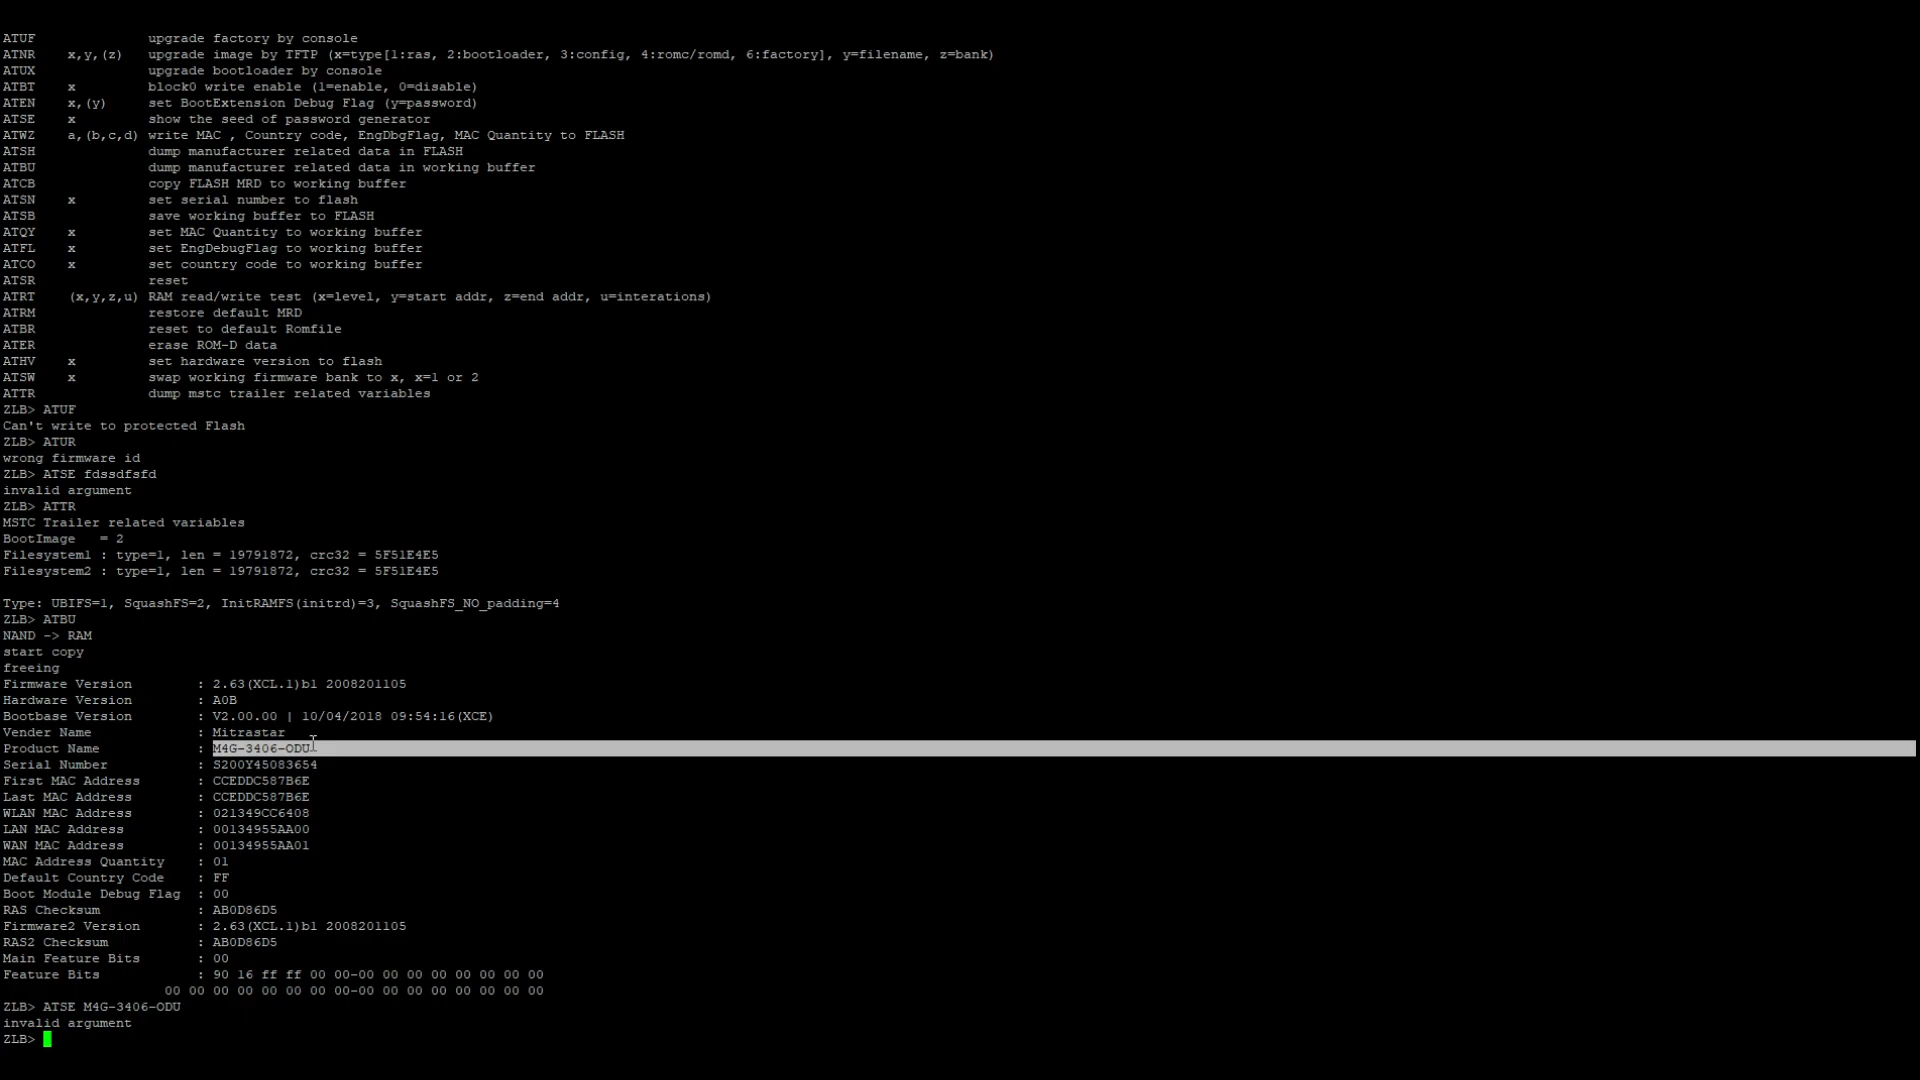 ATUF upgrade factory by console
ATNR x,y,(z) upgrade image by TFTP (x=type[1:ras, 2:bootloader, 3:config, 4:romc/romd, 6:factory], y=filename, z=bank)
ATUX upgrade bootloader by console
ATBT x block0 write enable (1=enable, 0=disable)
ATEN x,(y) set BootExtension Debug Flag (y=password)
ATSE x show the seed of password generator
ATWZ a,(b,c,d) write MAC , Country code, EngDbgFlag, MAC Quantity to FLASH
ATSH dump manufacturer related data in FLASH
ATBU dump manufacturer related data in working buffer
ATCB copy FLASH MRD to working buffer
ATSN x set serial number to flash
ATSB save working buffer to FLASH
ATQY x set MAC Quantity to working buffer
ATFL x set EngDebugFlag to working buffer
ATCO x set country code to working buffer
ATSR reset
ATRT (x,y,z,u) RAM read/write test (x=level, y=start addr, z=end addr, u=interations)
ATRM restore default MRD
ATBR reset to default Romfile
ATER erase ROM-D data
ATHV x set hardware version to flash
ATSW x swap working firmware bank to x, x=1 or 2
ATTR dump mstc trailer related variables
ZLB> ATUF
Can't write to protected Flash
ZLB> ATUR
wrong firmware id
ZLB> ATSE fdssdfsfd
invalid argument
ZLB> ATTR
MSTC Trailer related variables
BootImage = 2
Filesystem1 : type=1, len = 19791872, crc32 = 5F51E4E5
Filesystem2 : type=1, len = 19791872, crc32 = 5F51E4E5
Type: UBIFS=1, SquashFS=2, InitRAMFS(initrd)=3, SquashFS_NO_padding=4
ZLB> ATBU
NAND -> RAM
start copy
freeing
Firmware Version : 2.63(XCL.1)b1 2008201105
Hardware Version : A0B
Bootbase Version : V2.00.00 | 10/04/2018 09:54:16(XCE)
Vender Name : Mitrastar
Product Name : M4G-3406-ODU
Serial Number : S200Y45083654
First MAC Address : CCEDDC587B6E
Last MAC Address : CCEDDC587B6E
WLAN MAC Address : 021349CC6408
LAN MAC Address : 00134955AA00
WAN MAC Address : 00134955AA01
MAC Address Quantity : 01
Default Country Code : FF
Boot Module Debug Flag : 00
RAS Checksum : AB0D86D5
Firmware2 Version : 2.63(XCL.1)b1 2008201105
RAS2 Checksum : AB0D86D5
Main Feature Bits : 00
Feature Bits : 90 16 ff ff 00 00-00 00 00 00 00 00 00 00
00 00 00 00 00 00 00 00-00 00 00 00 00 00 00 00
ZLB> ATSE M4G-3406-ODU
invalid argument
ZLB>